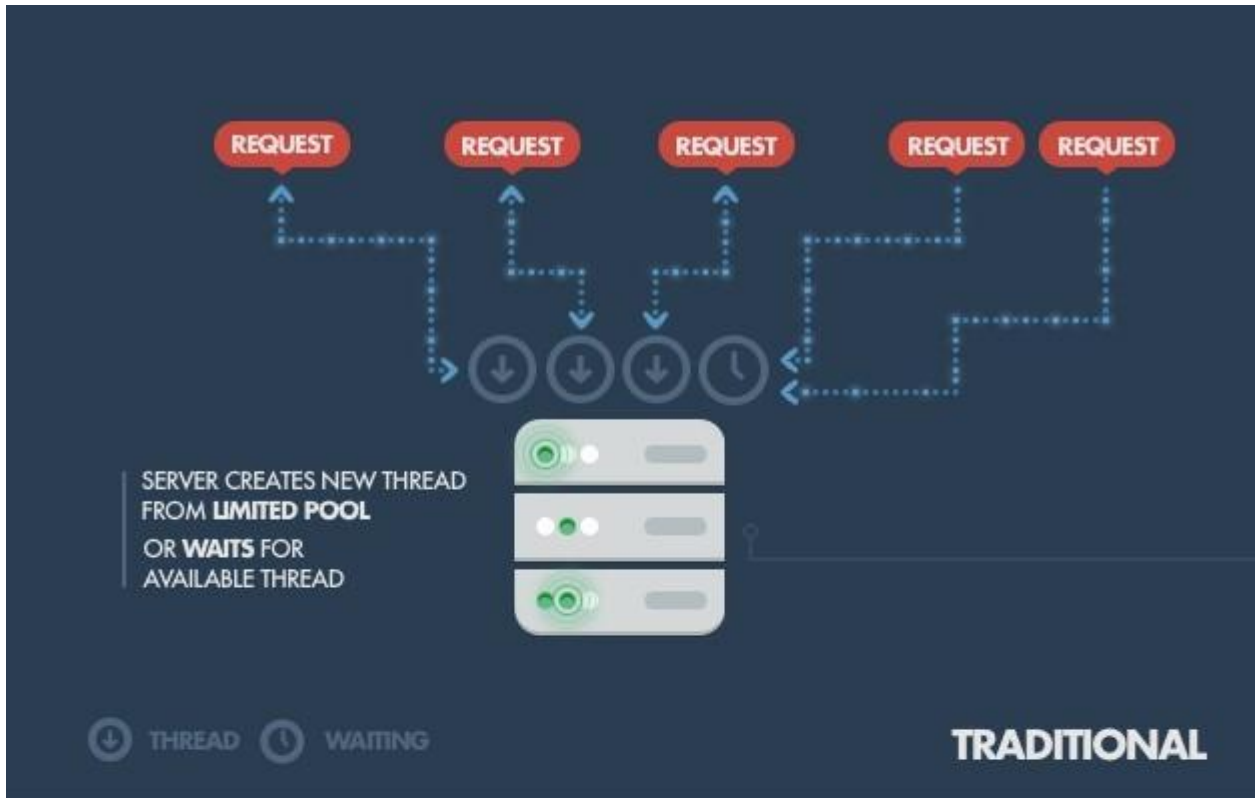 REQUEST
REQUEST
REQUEST
REQUEST
REQUEST
SERVER CREATES NEW THREAD
FROM LIMITED POOL
OR WAITS FOR
AVAILABLE THREAD
THREAD
WAITING
TRADITIONAL